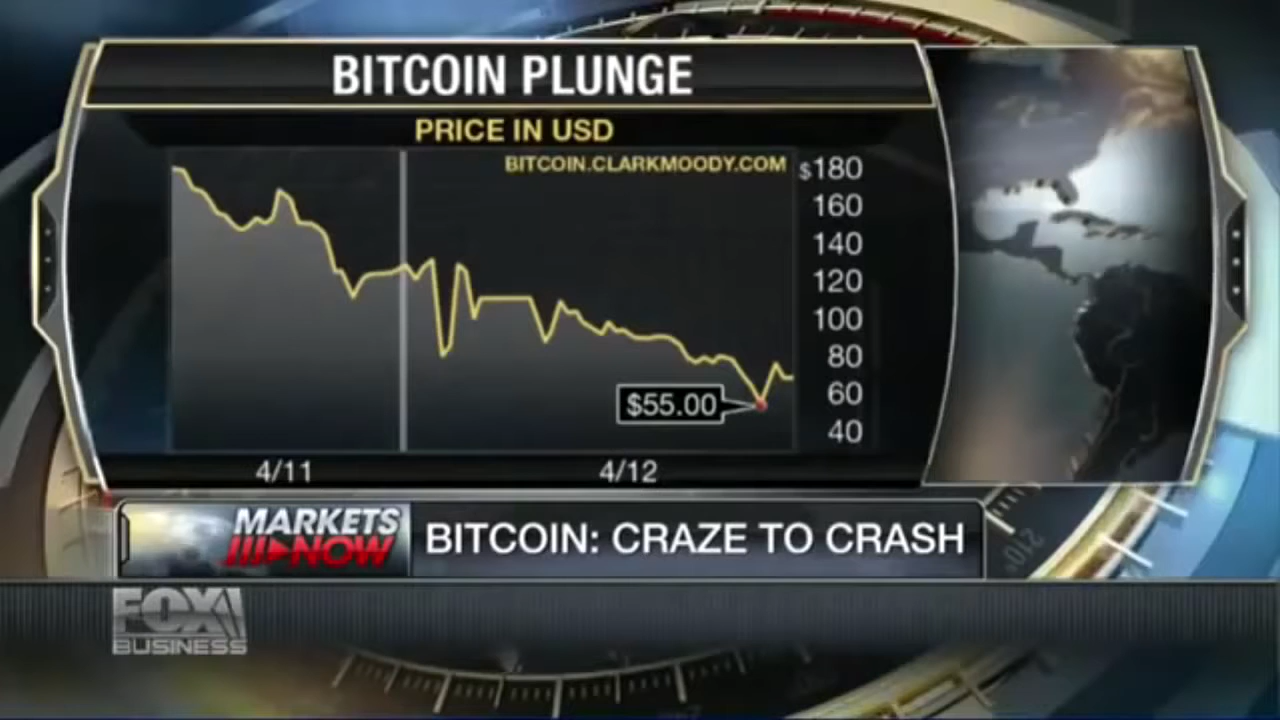 BITCOIN PLUNGE
PRICE IN USD
BITCOIN.CLARKMOODY.COM
$180
160
140
120
100
80
60
40
$55.00
4/11
4/12
MARKETS
NOW
BITCOIN: CRAZE TO CRASH
FOX
BUSINESS
210°